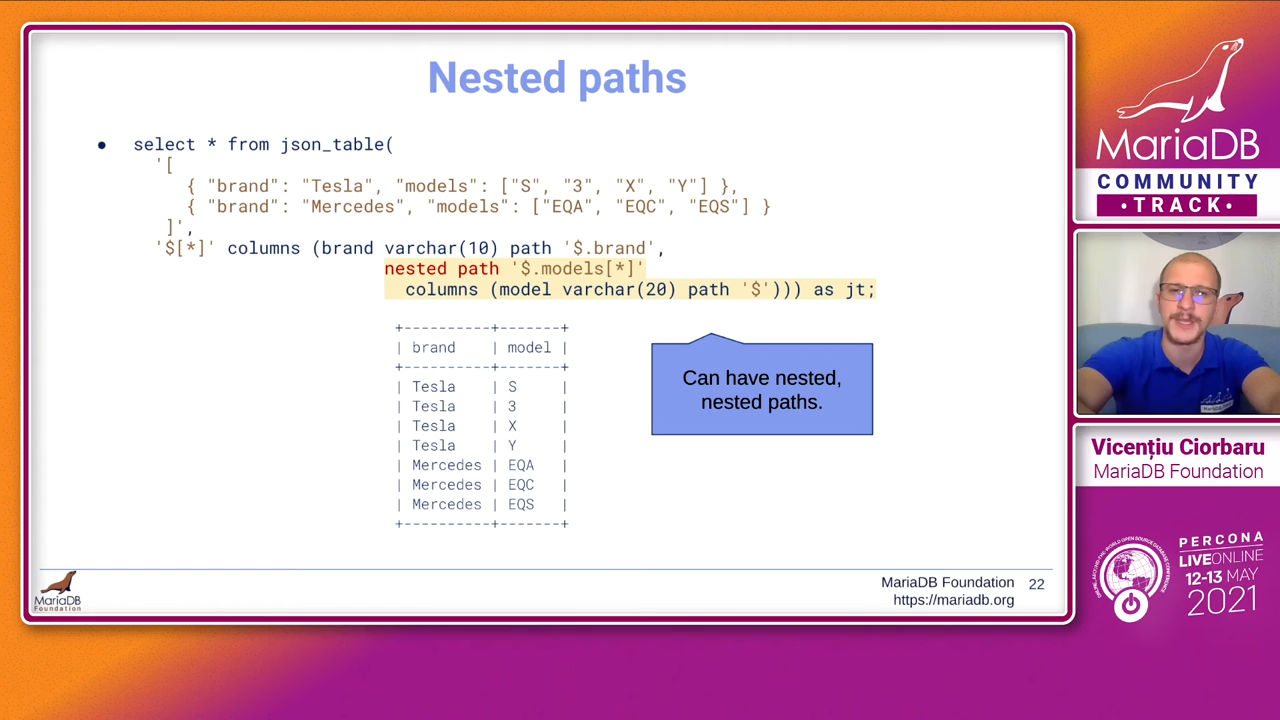 Nested paths
● select * from json_table(
'[
{ "brand": "Tesla", "models": ["S", "3", "X", "Y"] },
{ "brand": "Mercedes", "models": ["EQA", "EQC", "EQS"] }
]',
'$[*]' columns (brand varchar(10) path '$.brand',
nested path '$.models[*]'
columns (model varchar(20) path '$'))) as jt;
+----------+-------+
| brand    | model |
+----------+-------+
| Tesla    | S     |
| Tesla    | 3     |
| Tesla    | X     |
| Tesla    | Y     |
| Mercedes | EQA   |
| Mercedes | EQC   |
| Mercedes | EQS   |
+----------+-------+
Can have nested,
nested paths.
MariaDB
Foundation
MariaDB Foundation
https://mariadb.org
22
MariaDB
COMMUNITY
•TRACK•
Vicențiu Ciorbaru
MariaDB Foundation
PERCONA
LIVEONLINE
12-13 MAY
2021